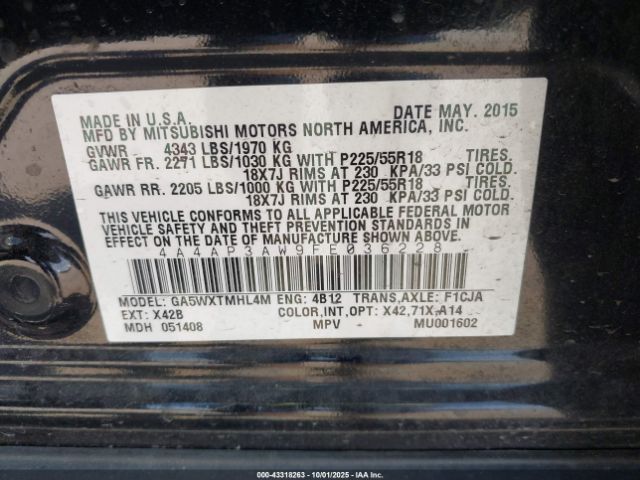 MADE IN U.S.A. DATE MAY. 2015
MFD BY MITSUBISHI MOTORS NORTH AMERICA, INC.
GVWR 4343 LBS/1970 KG
GAWR FR. 2271 LBS/1030 KG WITH P225/55R18 TIRES.
18X7J RIMS AT 230 KPA/33 PSI COLD.
GAWR RR. 2205 LBS/1000 KG WITH P225/55R18 TIRES.
18X7J RIMS AT 230 KPA/33 PSI COLD.
THIS VEHICLE CONFORMS TO ALL APPLICABLE FEDERAL MOTOR
VEHICLE SAFETY AND THEFT PREVENTION STANDARDS IN
EFFECT ON THE DATE OF MANUFACTURE SHOWN ABOVE.
4A4AP3AW9FE036228
MODEL: GA5WXTMHL4M ENG: 4B12 TRANS,AXLE: F1CJA
EXT: X42B COLOR,INT,OPT: X42,71X,A14
MDH 051408 MPV MU001602
000-43318263 - 10/01/2025 - IAAI.COM